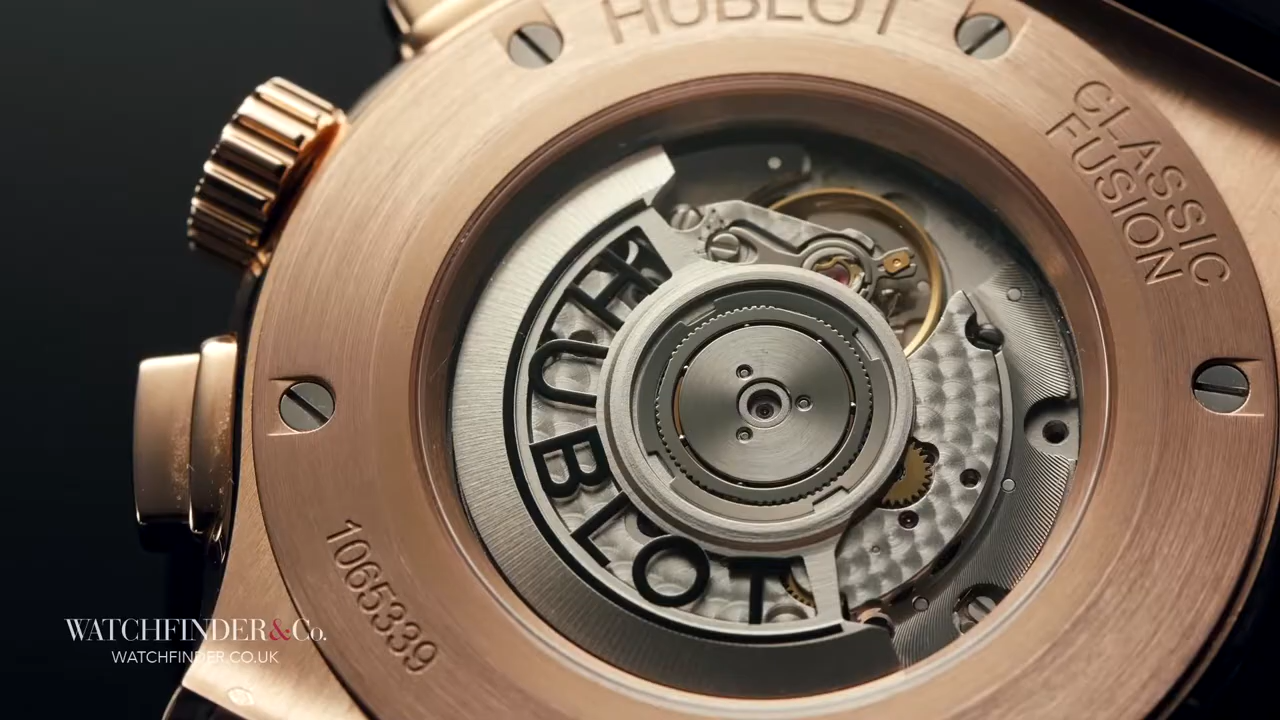 HUBLOT
CLASSIC
FUSION
HUBLOT
1065339
WATCHFINDER&Co.
WATCHFINDER.CO.UK